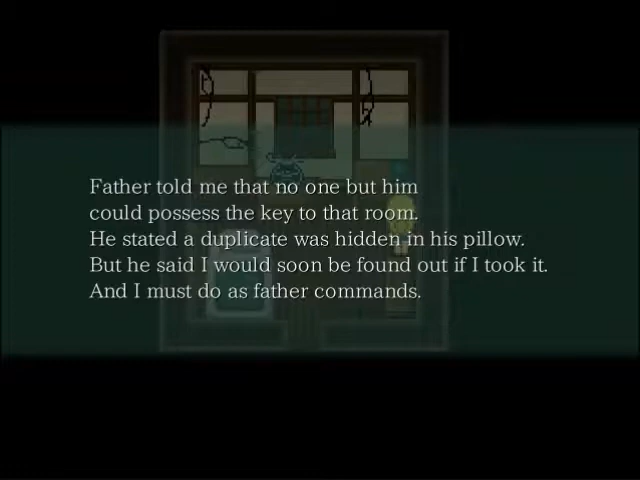 Father told me that no one but him
could possess the key to that room.
He stated a duplicate was hidden in his pillow.
But he said I would soon be found out if I took it.
And I must do as father commands.